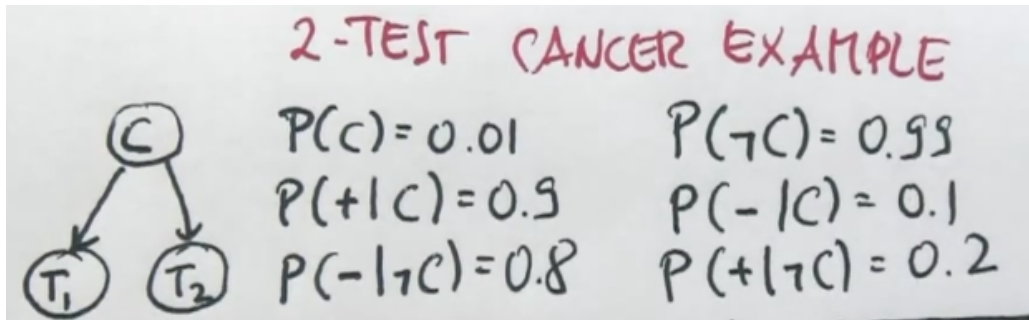 2-TEST CANCER EXAMPLE
C
P(C)=0.01 P(¬C)=0.99
P(+|C)=0.9 P(-|C)=0.1
T1 T2 P(-|¬C)=0.8 P(+|¬C)=0.2